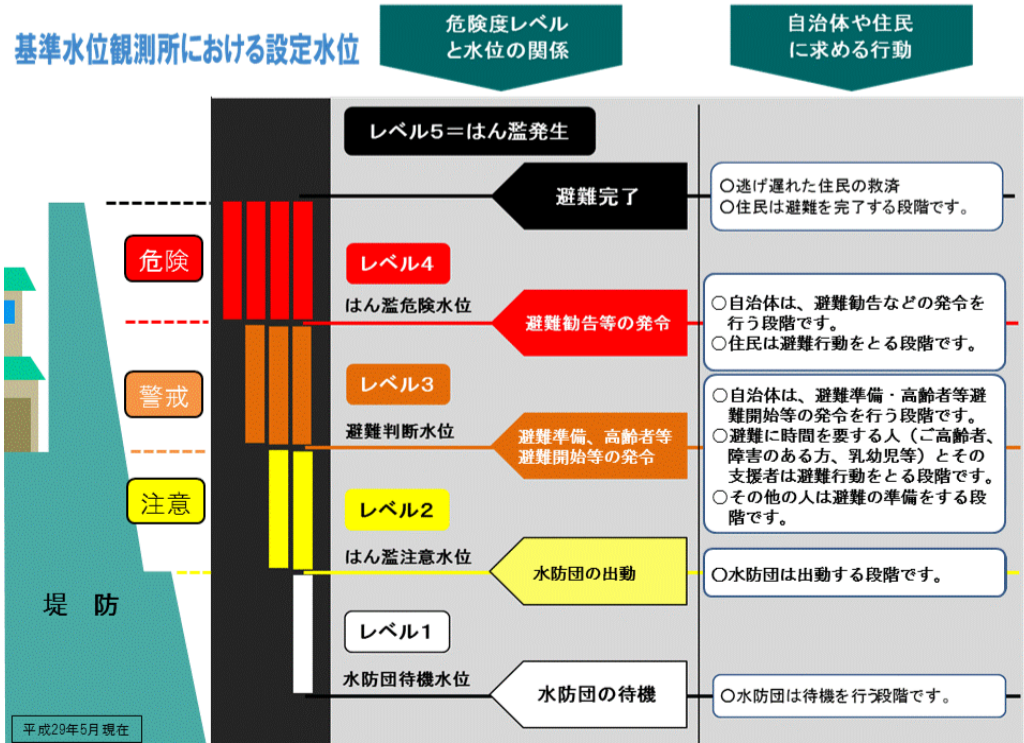 基準水位観測所における設定水位
危険度レベル
と水位の関係
自治体や住民
に求める行動
レベル5=はん濫発生
避難完了
○逃げ遅れた住民の救済
○住民は避難を完了する段階です。
危険
レベル4
はん濫危険水位
避難勧告等の発令
○自治体は、避難勧告などの発令を
行う段階です。
○住民は避難行動をとる段階です。
警戒
レベル3
避難判断水位
避難準備、高齢者等
避難開始等の発令
○自治体は、避難準備・高齢者等避
難開始等の発令を行う段階です。
○避難に時間を要する人(ご高齢者、
障害のある方、乳幼児等)とその
支援者は避難行動をとる段階です。
○その他の人は避難の準備をする段
階です。
注意
レベル2
はん濫注意水位
水防団の出動
○水防団は出動する段階です。
堤 防
レベル1
水防団待機水位
水防団の待機
○水防団は待機を行う段階です。
平成29年5月現在